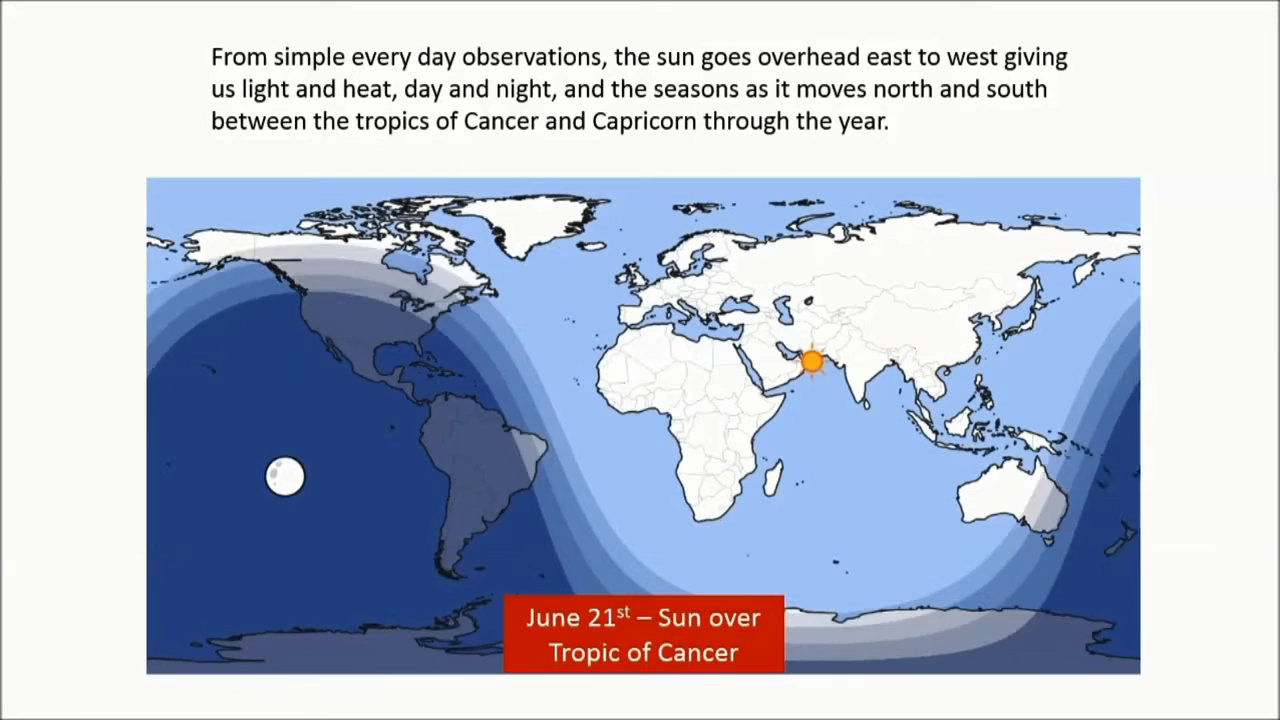 From simple every day observations, the sun goes overhead east to west giving
us light and heat, day and night, and the seasons as it moves north and south
between the tropics of Cancer and Capricorn through the year.
June 21st – Sun over
Tropic of Cancer